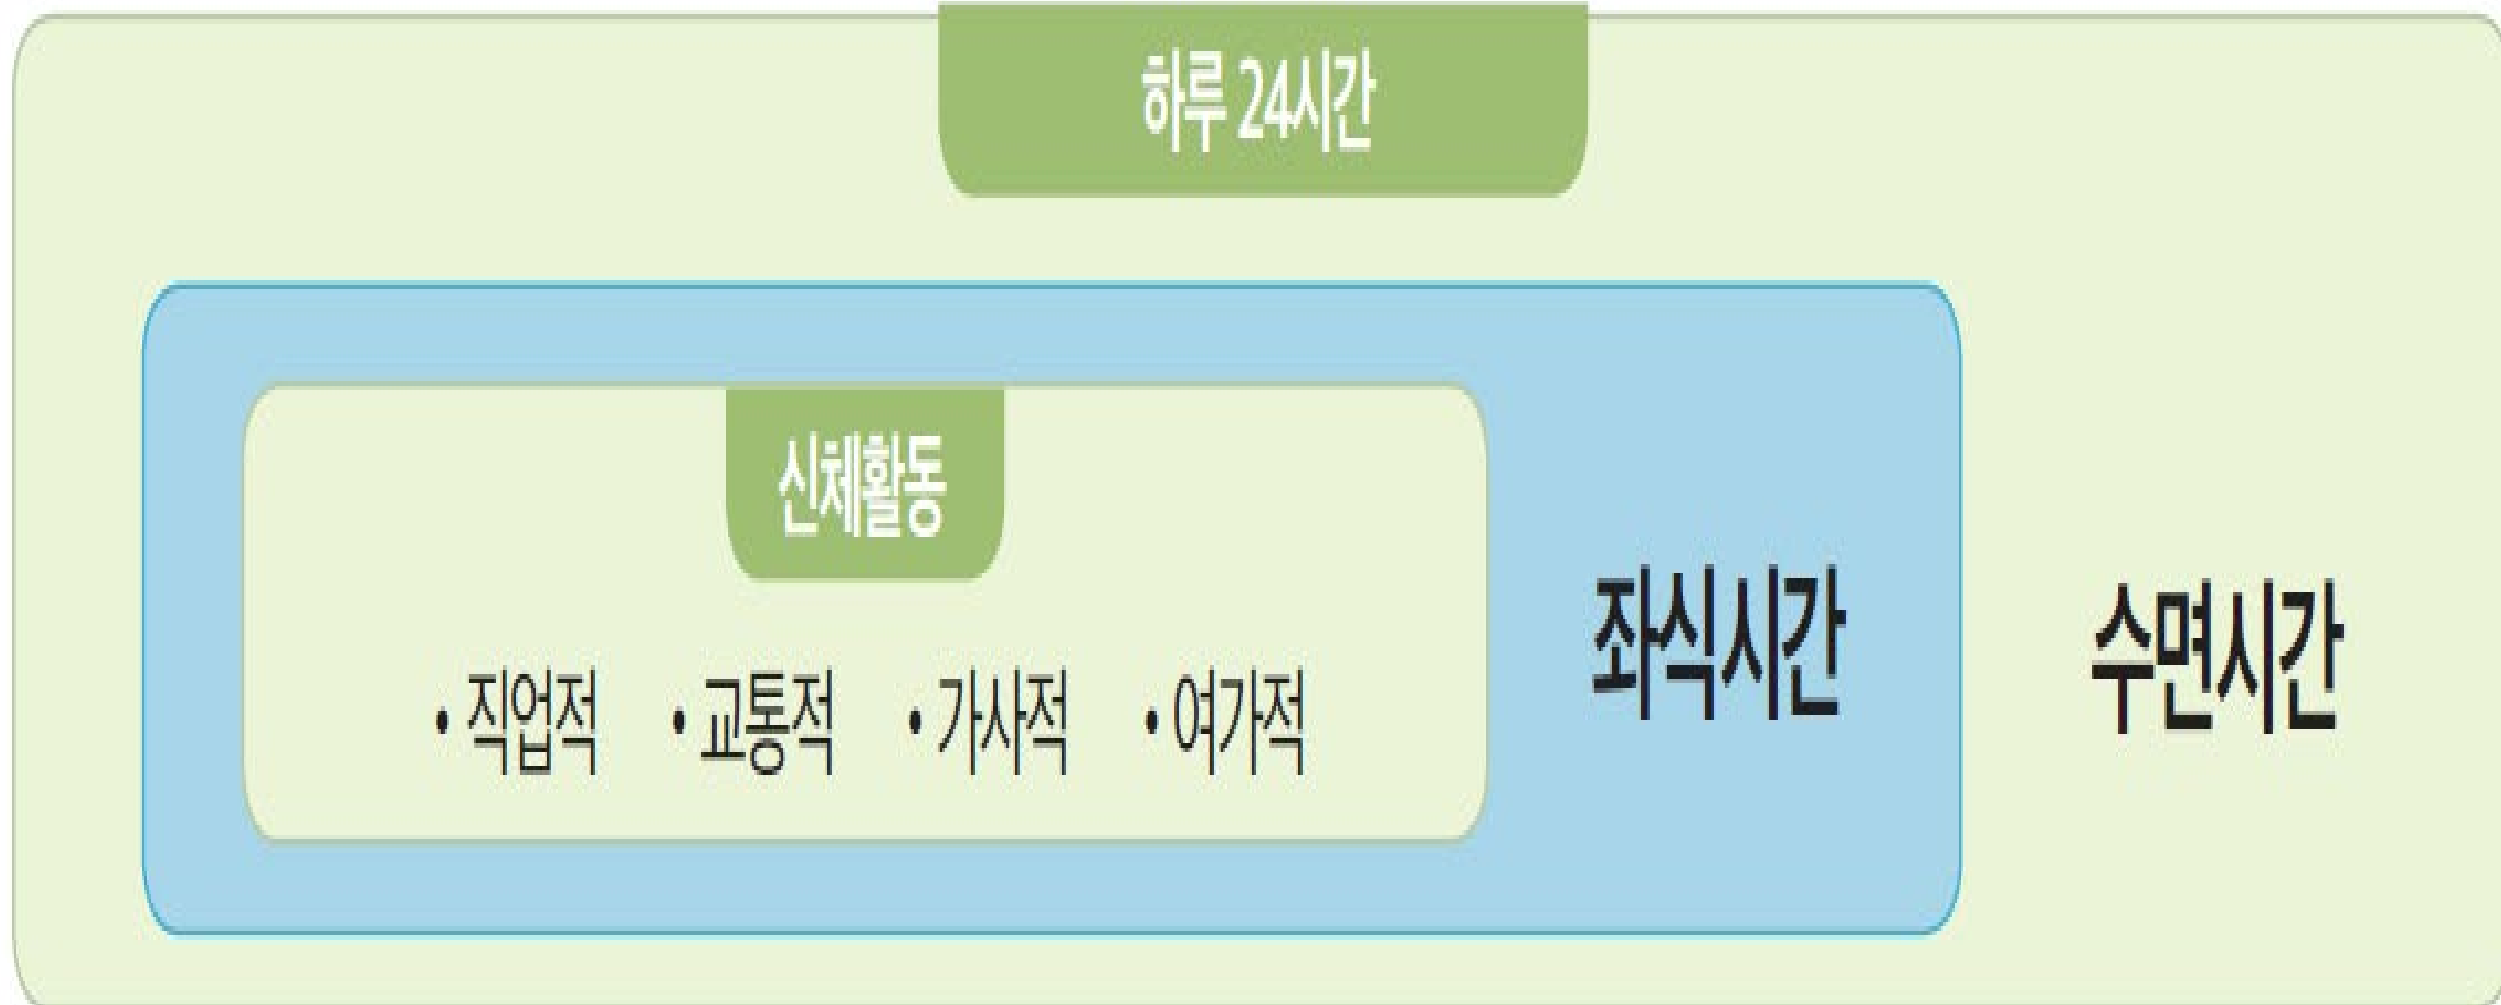 하루 24시간
신체활동
• 직업적 • 교통적 • 가사적 • 여가적
좌식시간
수면시간